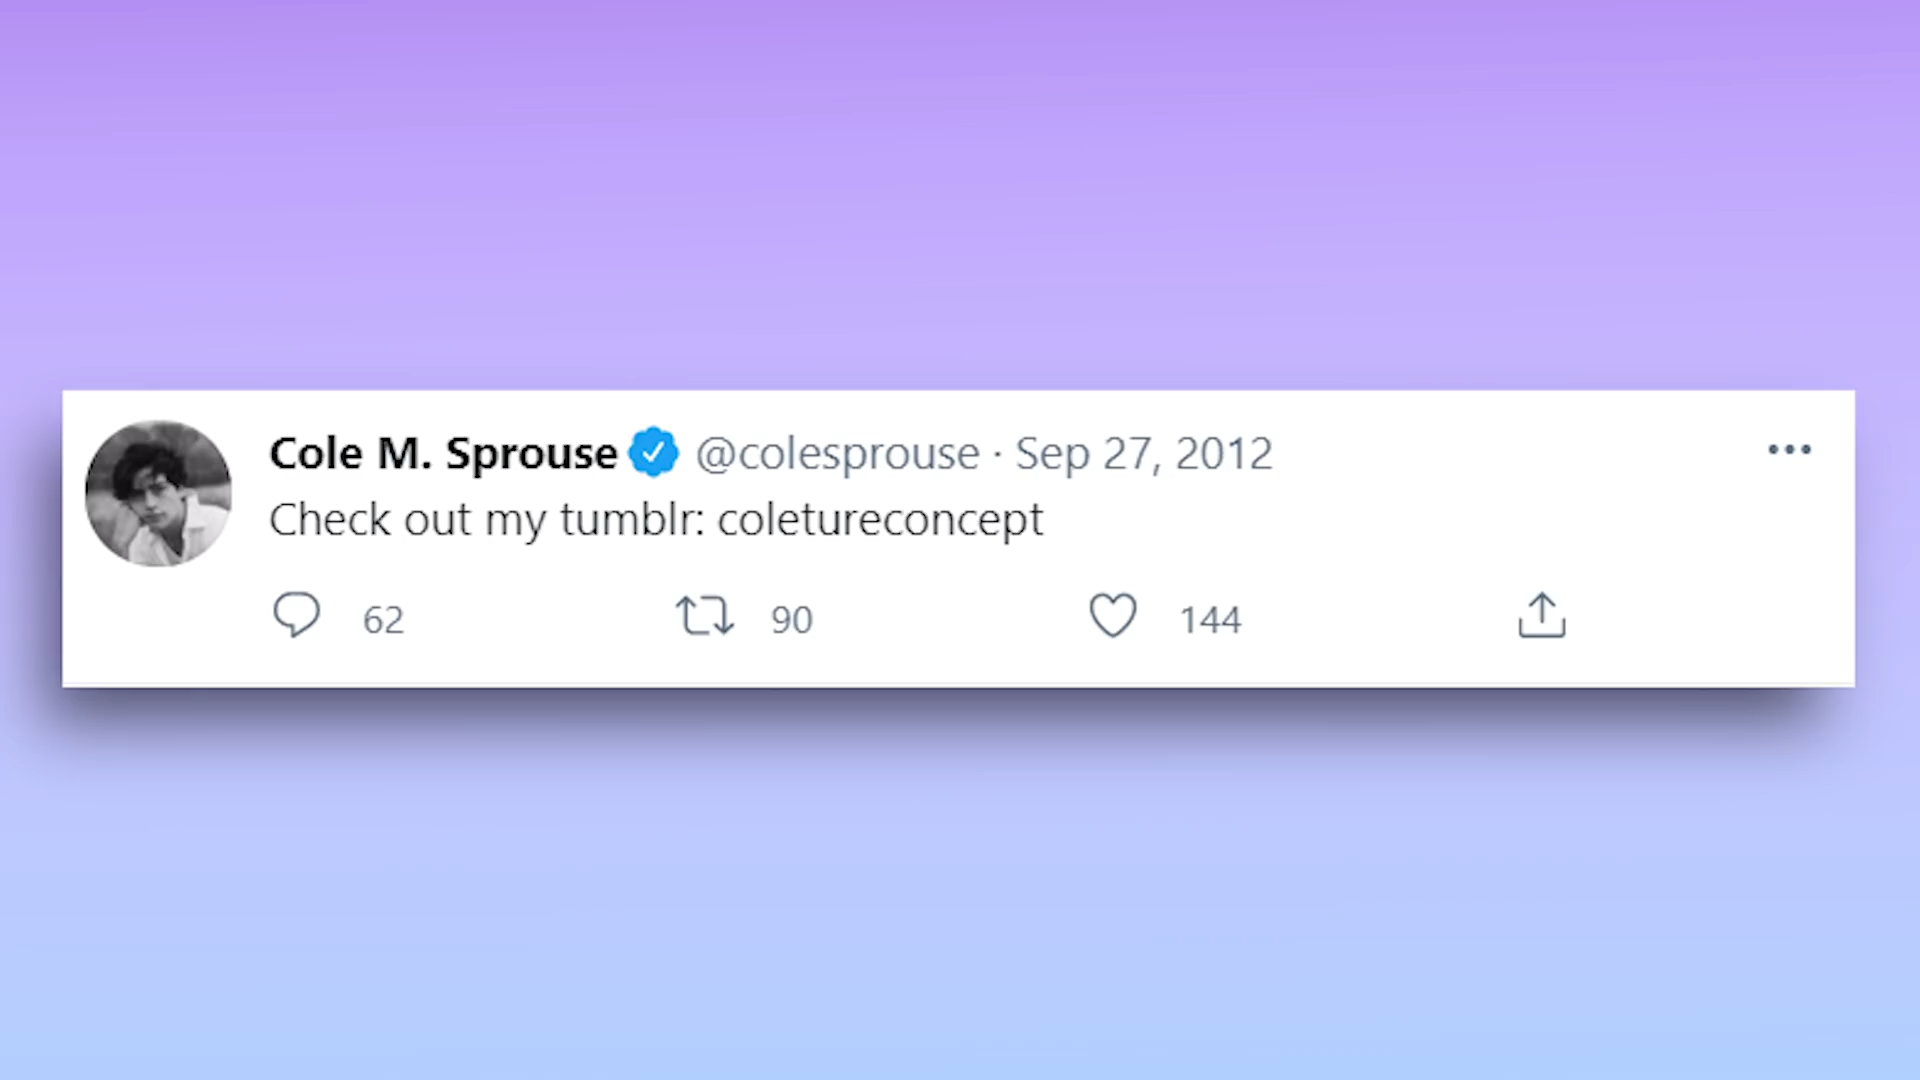 Cole M. Sprouse @colesprouse · Sep 27, 2012
Check out my tumblr: coletureconcept
62 90 144